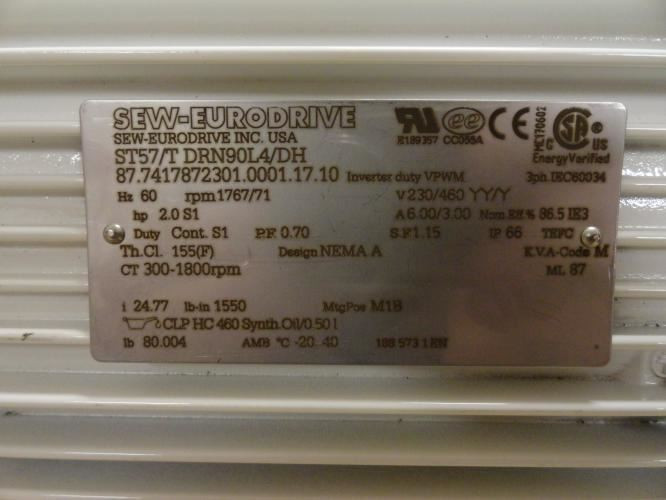 SEW-EURODRIVE
SEW-EURODRIVE INC. USA
E189357 CC056A
MC170602
C US
EnergyVerified
ST57/T DRN90L4/DH
87.7417872301.0001.17.10 Inverter duty VPWM 3ph. IEC60034
Hz 60 rpm 1767/71 V 230/460 YY/Y
hp 2.0 S1 A 6.00/3.00 Nom.Eff % 86.5 IE3
Duty Cont. S1 P.F. 0.70 S.F. 1.15 IP 66 TEFC
Th.Cl. 155(F) Design NEMA A K.V.A-Code M
CT 300-1800rpm ML 87
i 24.77 lb-in 1550 MtgPos M1B
CLP HC 460 Synth.Oil/0.50 l
lb 80.004 AMB °C -20..40 188 573 1 EN